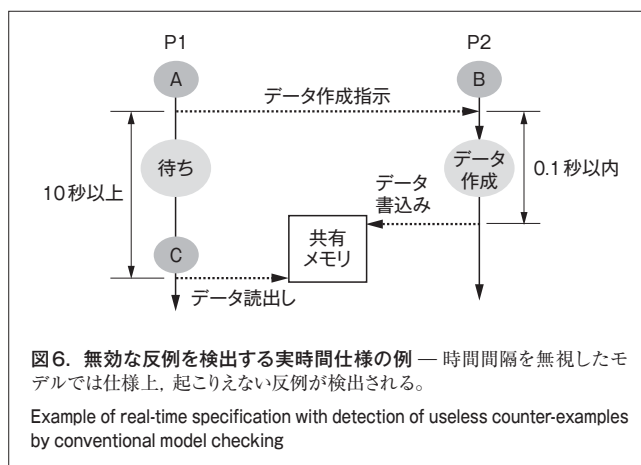 P1
P2
A
B
データ作成指示
待ち
データ
作成
10秒以上
0.1秒以内
データ
書込み
共有
メモリ
C
データ読出し
図6．無効な反例を検出する実時間仕様の例 — 時間間隔を無視したモ
デルでは仕様上，起こりえない反例が検出される。
Example of real-time specification with detection of useless counter-examples
by conventional model checking